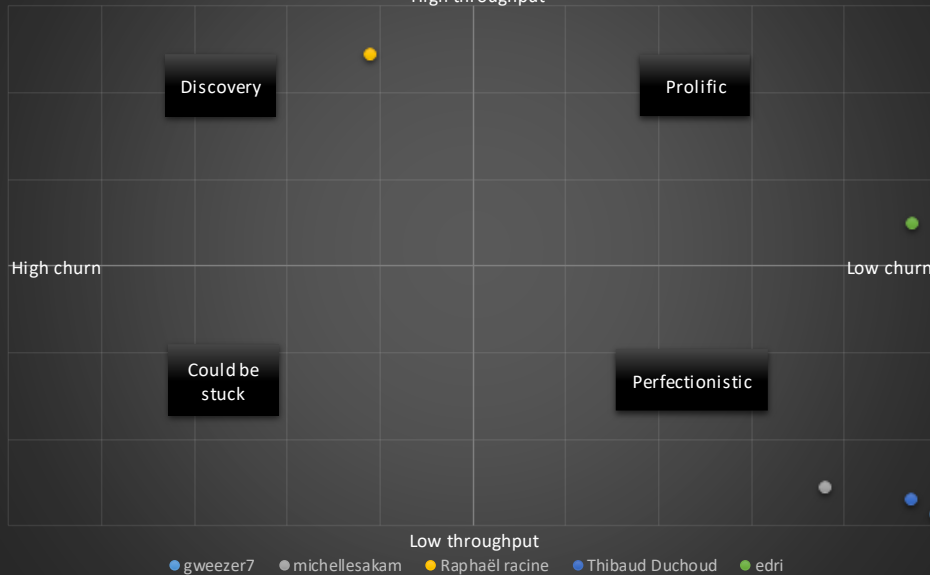 High throughput
Discovery
Prolific
High churn
Low churn
Could be
stuck
Perfectionistic
Low throughput
gweezer7
michellesakam
Raphaël racine
Thibaud Duchoud
edri